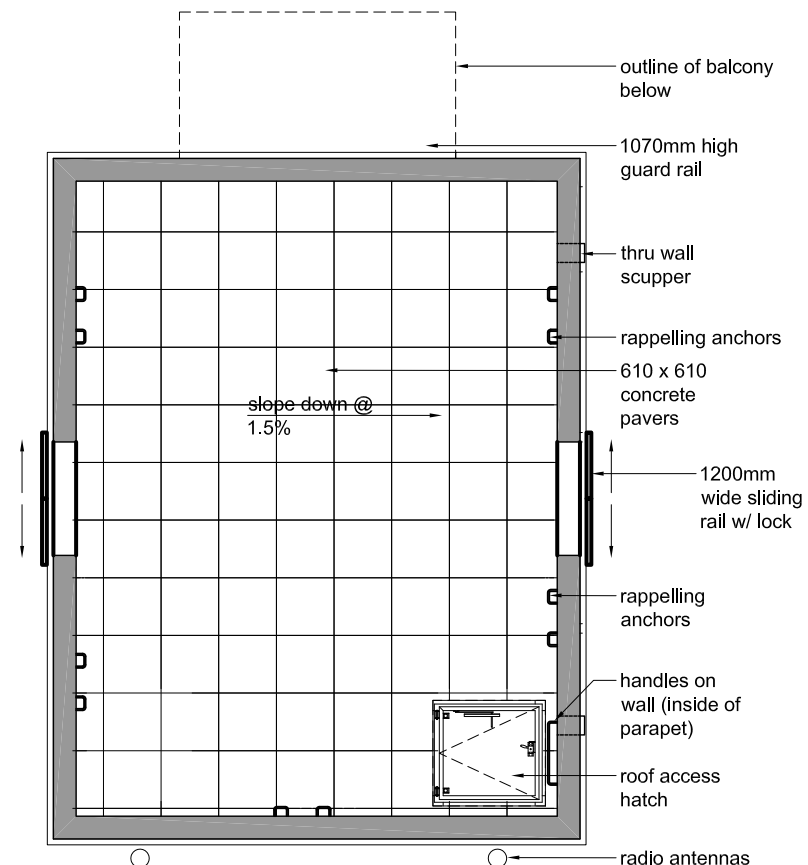 outline of balcony
below
1070mm high
guard rail
thru wall
scupper
rappelling anchors
610 x 610
concrete
pavers
slope down @
1.5%
1200mm
wide sliding
rail w/ lock
rappelling
anchors
handles on
wall (inside of
parapet)
roof access
hatch
radio antennas